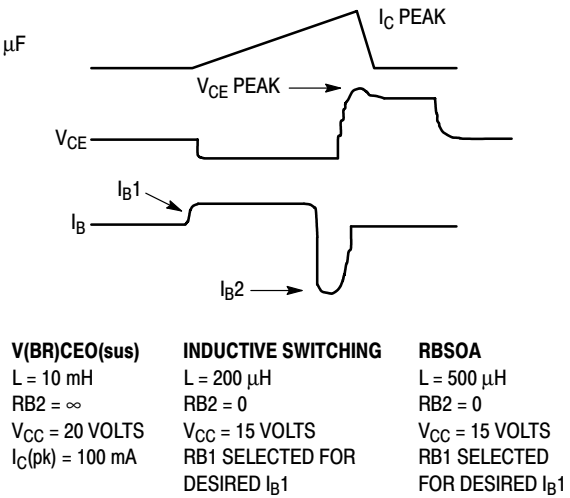 I_C PEAK
μF
V_CE PEAK
V_CE
I_B1
I_B
I_B2
V(BR)CEO(sus)
L = 10 mH
RB2 = ∞
V_CC = 20 VOLTS
I_C(pk) = 100 mA
INDUCTIVE SWITCHING
L = 200 μH
RB2 = 0
V_CC = 15 VOLTS
RB1 SELECTED FOR
DESIRED I_B1
RBSOA
L = 500 μH
RB2 = 0
V_CC = 15 VOLTS
RB1 SELECTED
FOR DESIRED I_B1